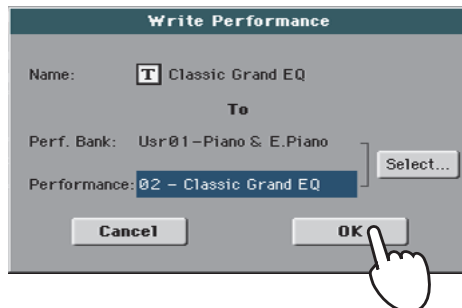 Write Performance
Name: T Classic Grand EQ
To
Perf. Bank: Usr01-Piano & E.Piano
Select...
Performance: 02 - Classic Grand EQ
Cancel OK